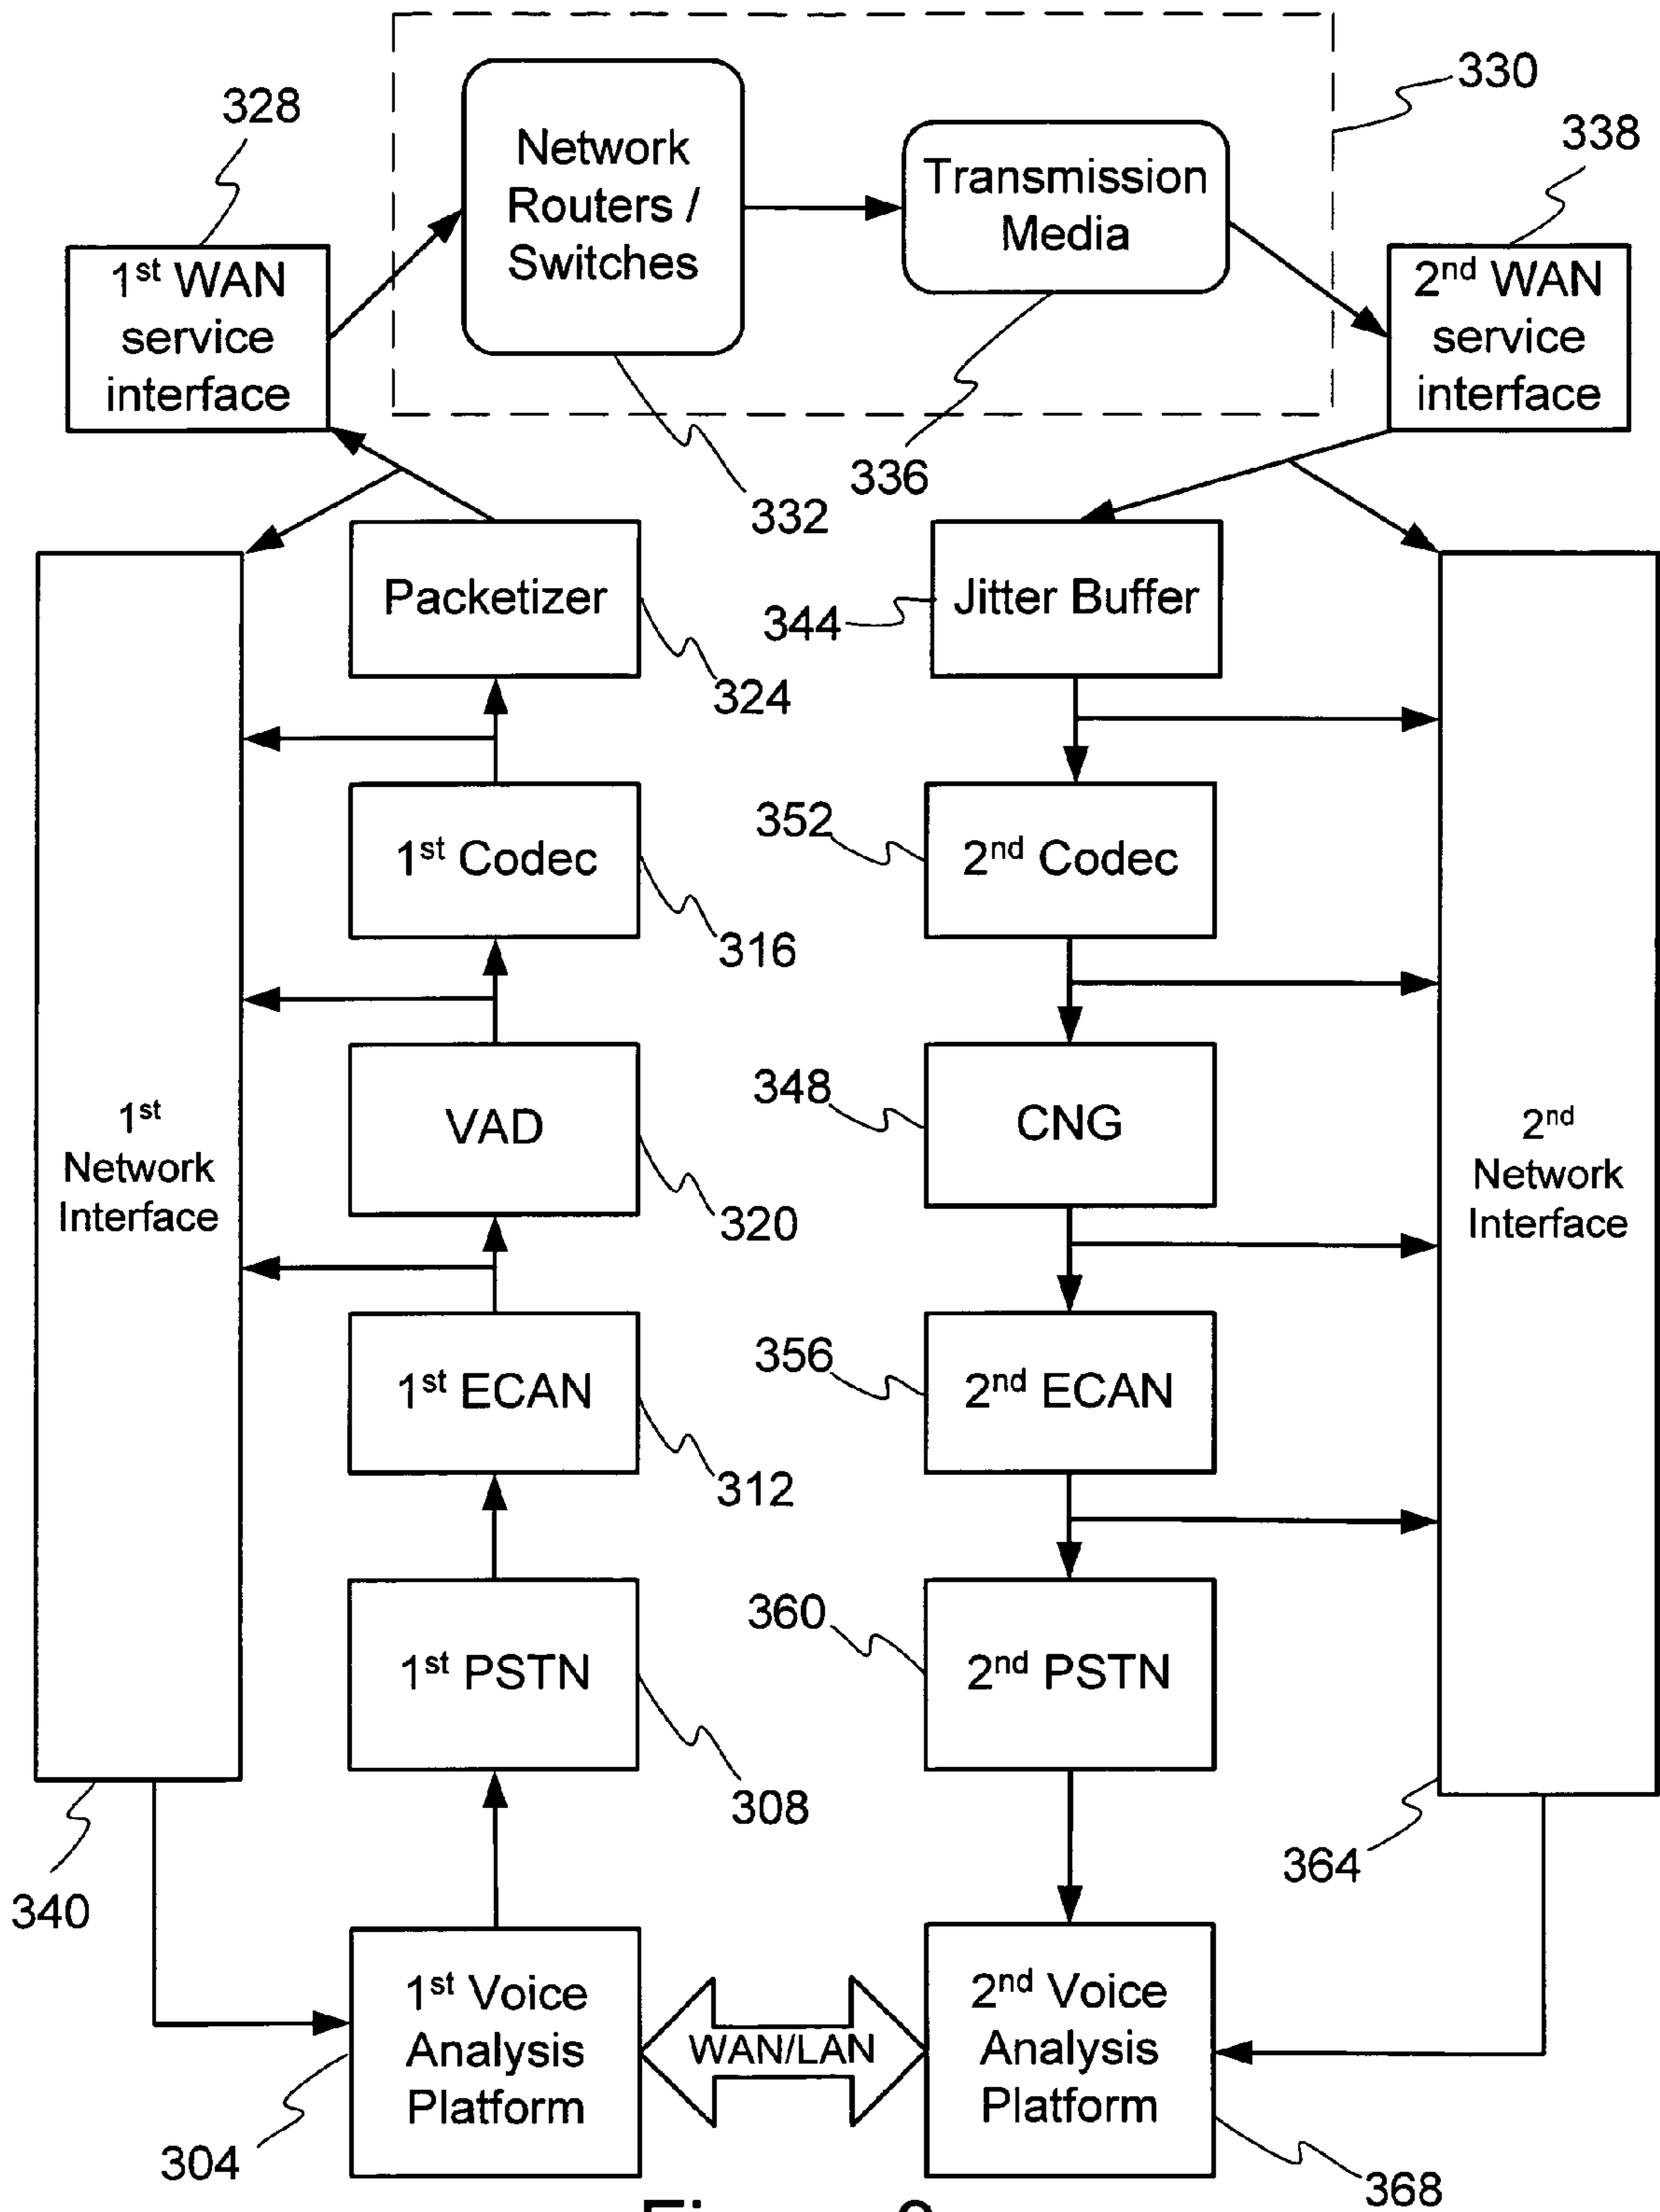 330
328
338
Network
Routers /
Switches
Transmission
Media
1st WAN
service
interface
2nd WAN
service
interface
336
332
Packetizer
324
344
Jitter Buffer
1st Codec
316
352
2nd Codec
1st
Network
Interface
VAD
320
348
CNG
2nd
Network
Interface
1st ECAN
312
356
2nd ECAN
1st PSTN
308
360
2nd PSTN
340
364
1st Voice
Analysis
Platform
WAN/LAN
2nd Voice
Analysis
Platform
304
368